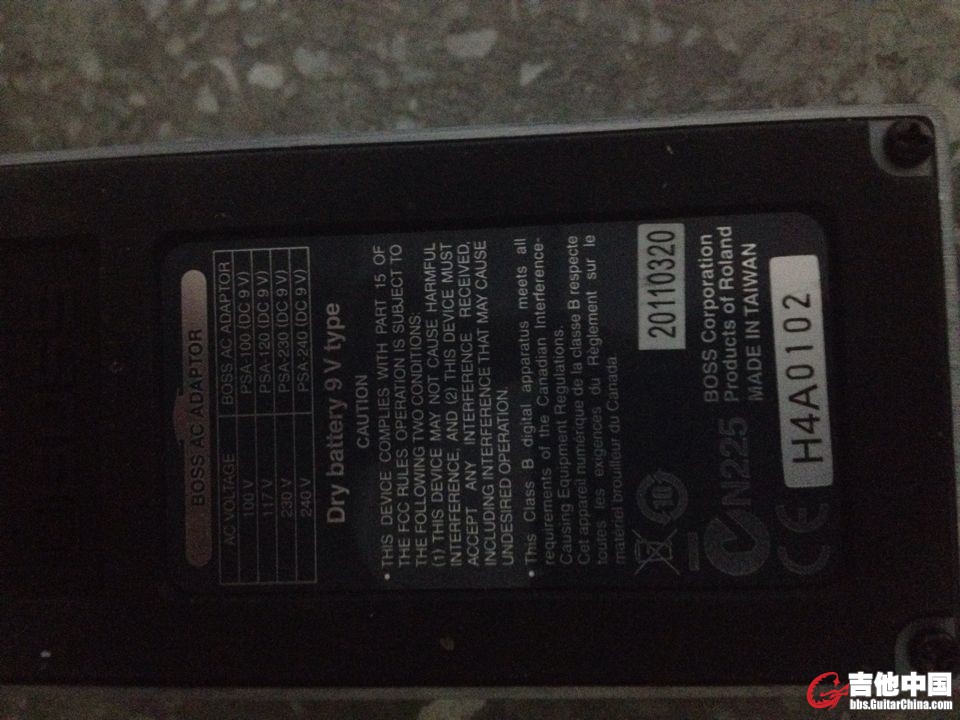 BOSS AC ADAPTOR
AC VOLTAGE BOSS AC ADAPTOR
100 V PSA-100 (DC 9 V)
117 V PSA-120 (DC 9 V)
230 V PSA-230 (DC 9 V)
240 V PSA-240 (DC 9 V)
Dry battery 9 V type
CAUTION
• THIS DEVICE COMPLIES WITH PART 15 OF
THE FCC RULES OPERATION IS SUBJECT TO
THE FOLLOWING TWO CONDITIONS:
(1) THIS DEVICE MAY NOT CAUSE HARMFUL
INTERFERENCE, AND (2) THIS DEVICE MUST
ACCEPT ANY INTERFERENCE RECEIVED,
INCLUDING INTERFERENCE THAT MAY CAUSE
UNDESIRED OPERATION.
• This Class B digital apparatus meets all
requirements of the Canadian Interference-
Causing Equipment Regulations.
Cet appareil numérique de la classe B respecte
toutes les exigences du Règlement sur le
matériel brouilleur du Canada.
20110320
10
N225
BOSS Corporation
Products of Roland
MADE IN TAIWAN
CE
H4A0102
吉他中国
bbs.GuitarChina.com